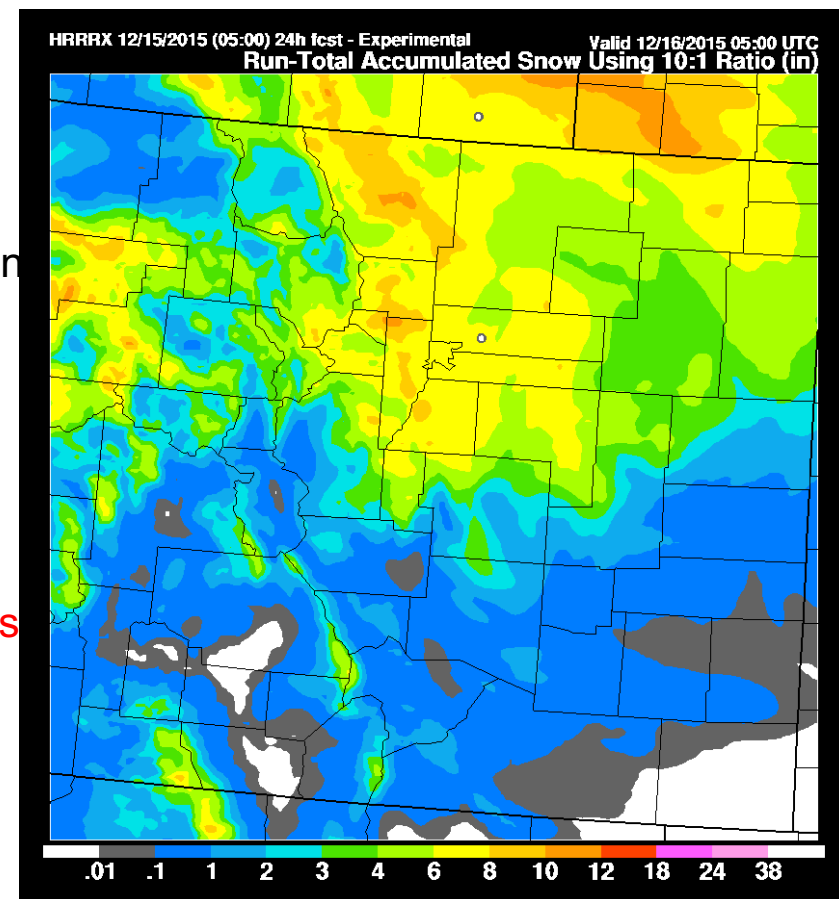 HRRRX 12/15/2015 (05:00) 24h fcst - Experimental
Valid 12/16/2015 05:00 UTC
Run-Total Accumulated Snow Using 10:1 Ratio (in)
n
s
.01 .1 1 2 3 4 6 8 10 12 18 24 38